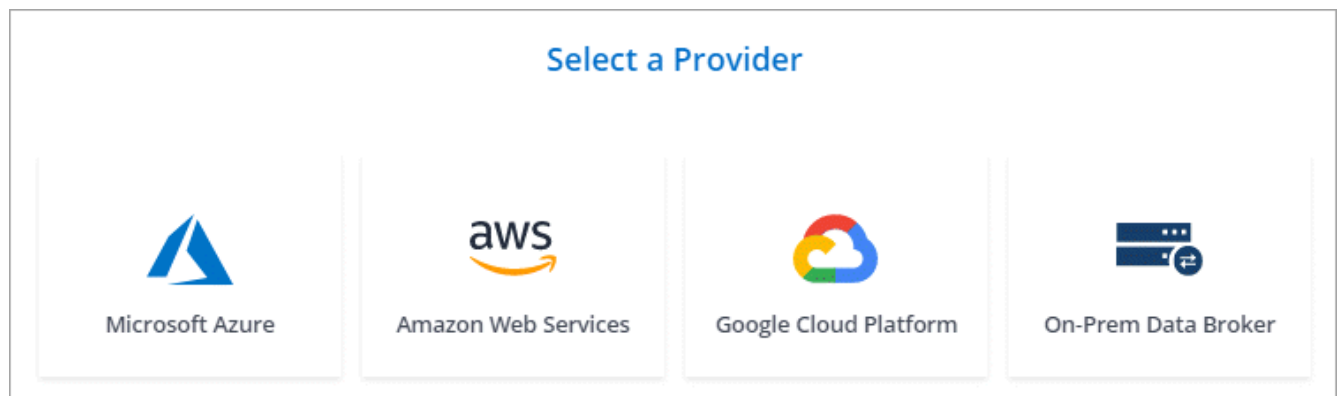 Select a Provider
aws
Microsoft Azure
Amazon Web Services
Google Cloud Platform
On-Prem Data Broker